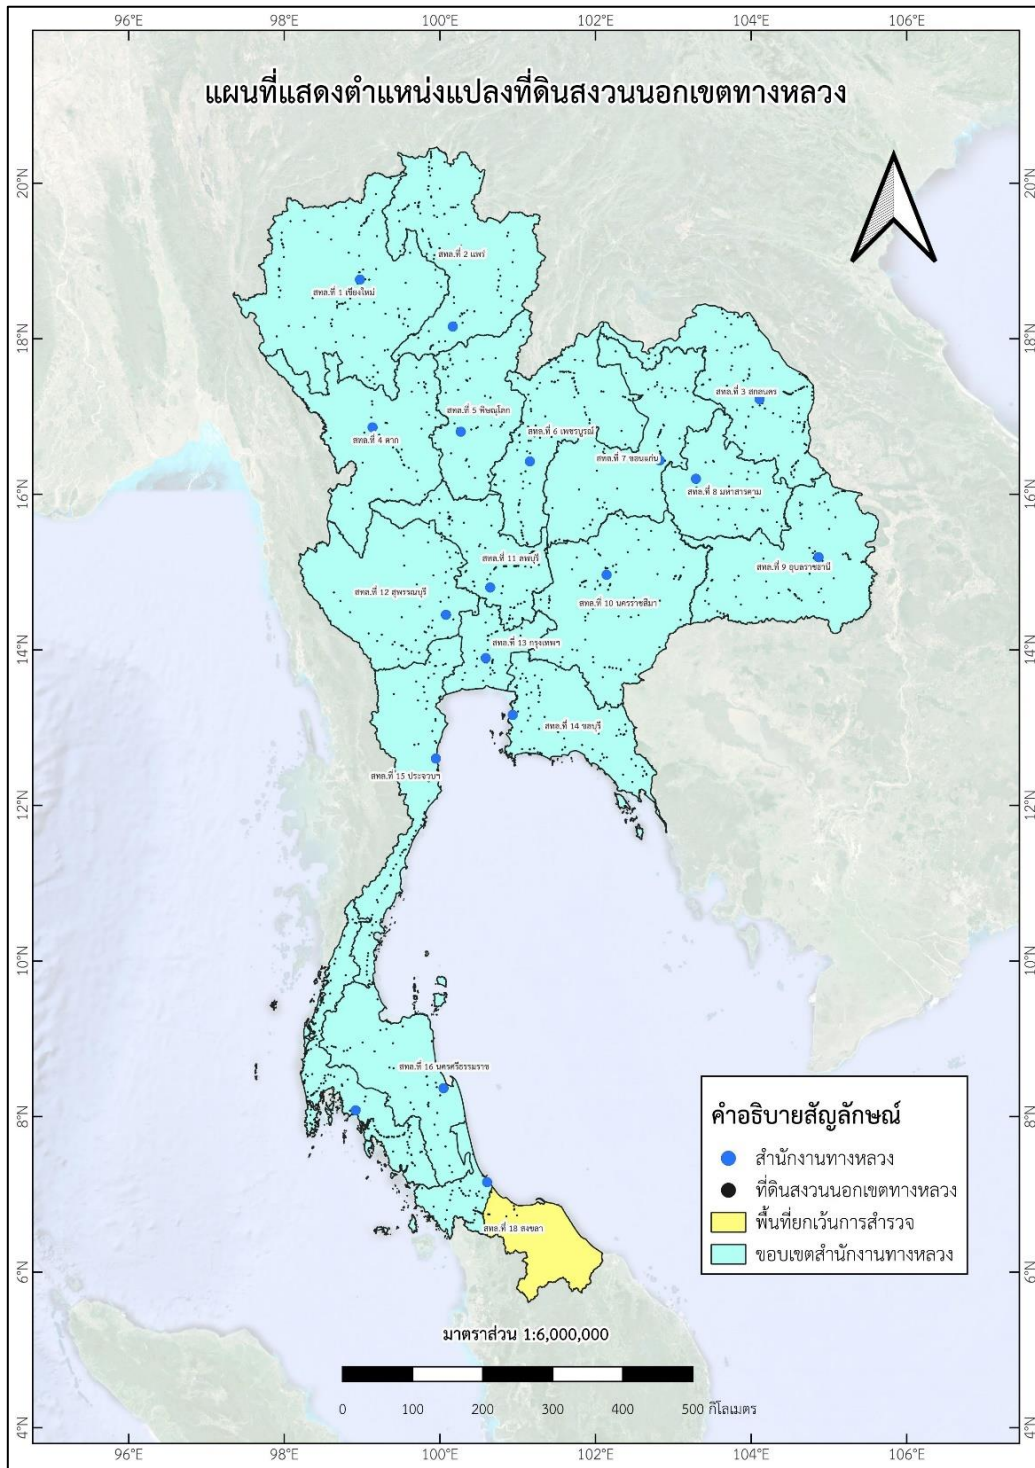 96°E 98°E 100°E 102°E 104°E 106°E
แผนที่แสดงตำแหน่งแปลงที่ดินสงวนนอกเขตทางหลวง
20°N 20°N
สทล.ที่ 2 แพร่
สทล.ที่ 1 เชียงใหม่
18°N 18°N
สทล.ที่ 3 สกลนคร
สทล.ที่ 5 พิษณุโลก
สทล.ที่ 6 เพชรบูรณ์
สทล.ที่ 4 ตาก
สทล.ที่ 7 ขอนแก่น
16°N 16°N
สทล.ที่ 8 มหาสารคาม
สทล.ที่ 11 ลพบุรี
สทล.ที่ 9 อุบลราชธานี
สทล.ที่ 12 สุพรรณบุรี
สทล.ที่ 10 นครราชสีมา
14°N 14°N
สทล.ที่ 13 กรุงเทพฯ
สทล.ที่ 14 ชลบุรี
สทล.ที่ 15 ประจวบฯ
12°N 12°N
10°N 10°N
สทล.ที่ 16 นครศรีธรรมราช
8°N 8°N
คำอธิบายสัญลักษณ์
สำนักงานทางหลวง
ที่ดินสงวนนอกเขตทางหลวง
พื้นที่ยกเว้นการสำรวจ
ขอบเขตสำนักงานทางหลวง
สทล.ที่ 18 สงขลา
6°N 6°N
มาตราส่วน 1:6,000,000
0 100 200 300 400 500 กิโลเมตร
4°N 4°N
96°E 98°E 100°E 102°E 104°E 106°E